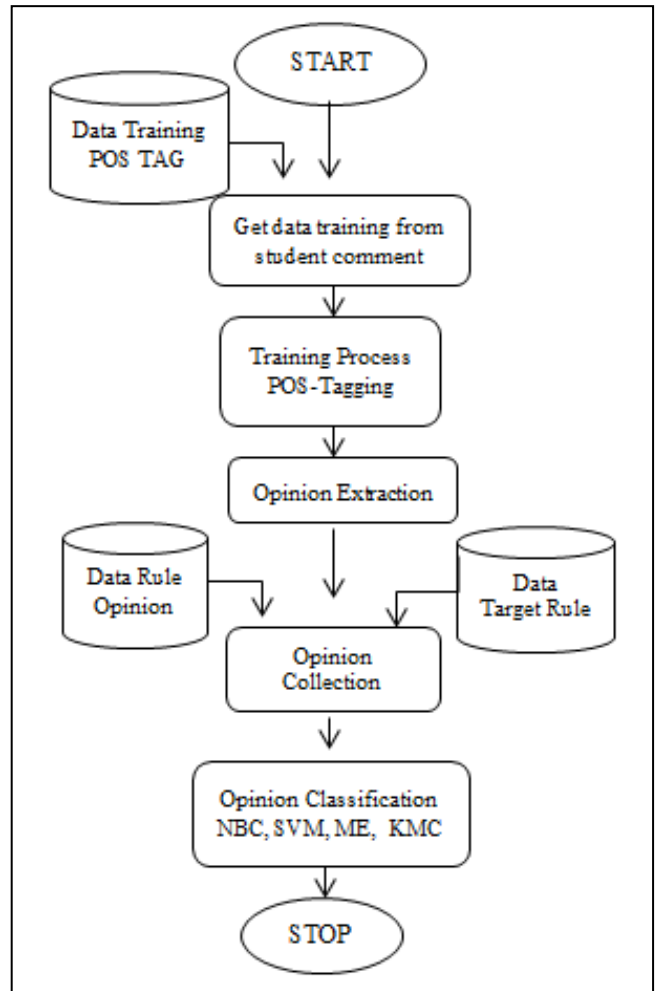 START
Data Training
POS TAG
Get data training from
student comment
Training Process
POS-Tagging
Opinion Extraction
Data Rule
Opinion
Data
Target Rule
Opinion
Collection
Opinion Classification
NBC, SVM, ME, KMC
STOP